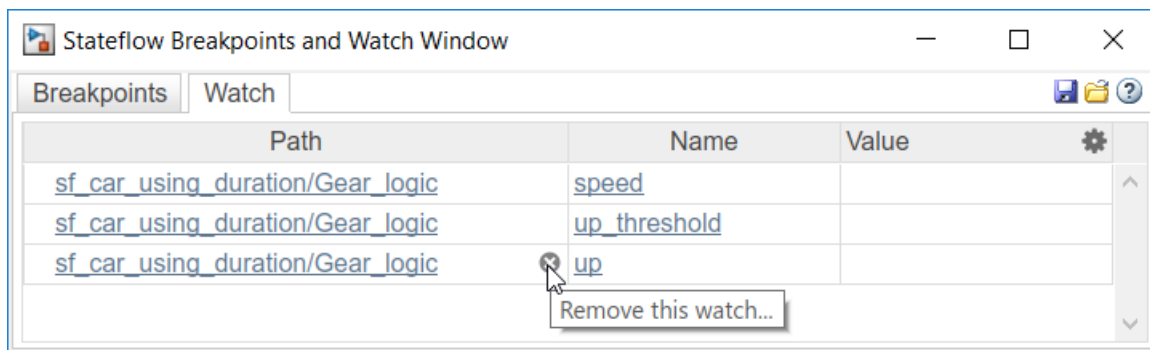 Stateflow Breakpoints and Watch Window
Breakpoints Watch
Path Name Value
sf_car_using_duration/Gear_logic speed
sf_car_using_duration/Gear_logic up_threshold
sf_car_using_duration/Gear_logic up
Remove this watch...